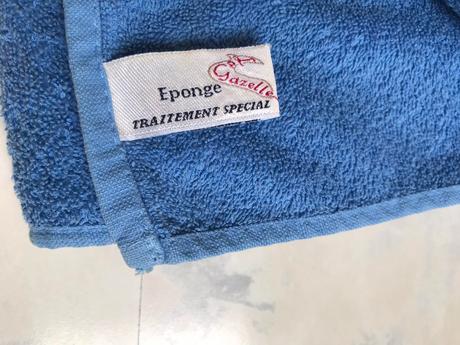 Eponge Gazelle
TRAITEMENT SPECIAL